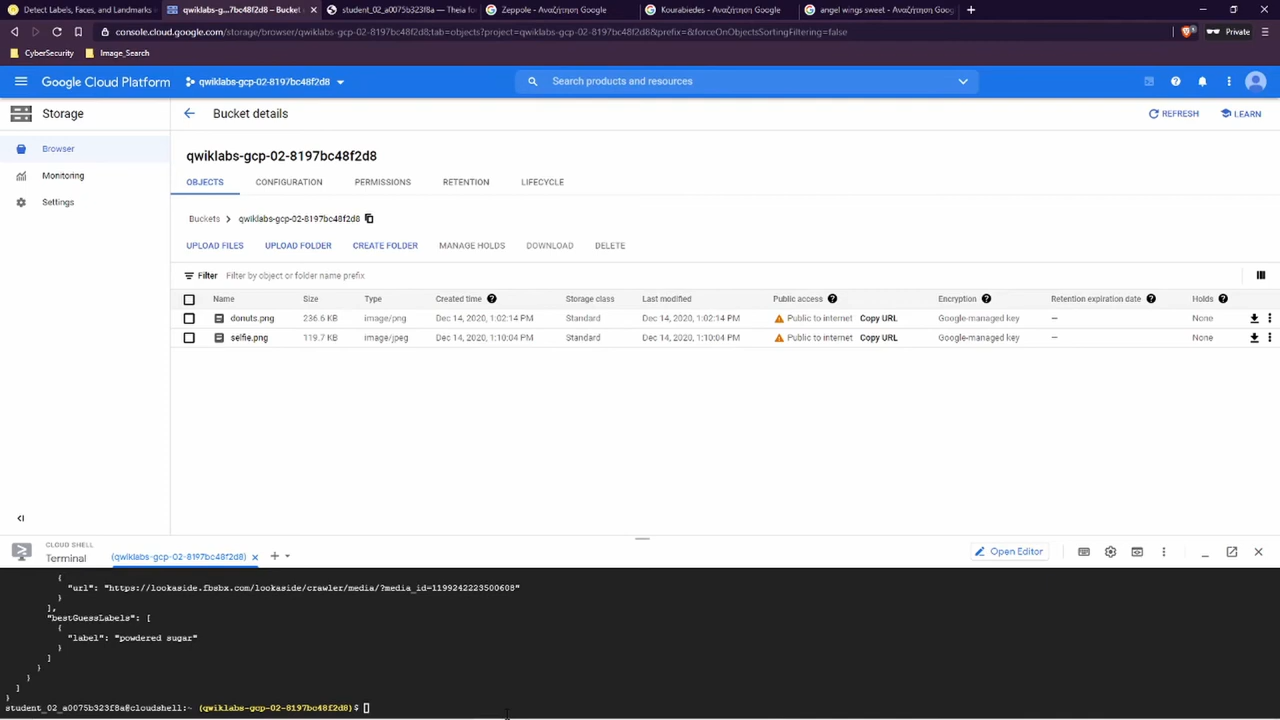 Detect Labels, Faces, and Landmarks
qwiklabs-g...7bc48f2d8 – Bucket
student_02_a0075b323f8a — Theia fo
Zeppole - Αναζήτηση Google
Kourabiedes - Αναζήτηση Google
angel wings sweet - Αναζήτηση Goog
console.cloud.google.com/storage/browser/qwiklabs-gcp-02-8197bc48f2d8;tab=objects?project=qwiklabs-gcp-02-8197bc48f2d8&prefix=&forceOnObjectsSortingFiltering=false
Private
CyberSecurity
Image_Search
Google Cloud Platform
qwiklabs-gcp-02-8197bc48f2d8
Search products and resources
Storage
Bucket details
REFRESH
LEARN
Browser
Monitoring
Settings
qwiklabs-gcp-02-8197bc48f2d8
OBJECTS CONFIGURATION PERMISSIONS RETENTION LIFECYCLE
Buckets > qwiklabs-gcp-02-8197bc48f2d8
UPLOAD FILES UPLOAD FOLDER CREATE FOLDER MANAGE HOLDS DOWNLOAD DELETE
Filter Filter by object or folder name prefix
Name Size Type Created time Storage class Last modified Public access Encryption Retention expiration date Holds
donuts.png 236.6 KB image/png Dec 14, 2020, 1:02:14 PM Standard Dec 14, 2020, 1:02:14 PM Public to internet Copy URL Google-managed key – None
selfie.png 119.7 KB image/jpeg Dec 14, 2020, 1:10:04 PM Standard Dec 14, 2020, 1:10:04 PM Public to internet Copy URL Google-managed key – None
CLOUD SHELL
Terminal
(qwiklabs-gcp-02-8197bc48f2d8)
Open Editor
{
"url": "https://lookaside.fbsbx.com/lookaside/crawler/media/?media_id=1199242223500608"
}
],
"bestGuessLabels": [
{
"label": "powdered sugar"
}
]
}
}
]
}
student_02_a0075b323f8a@cloudshell:~ (qwiklabs-gcp-02-8197bc48f2d8)$